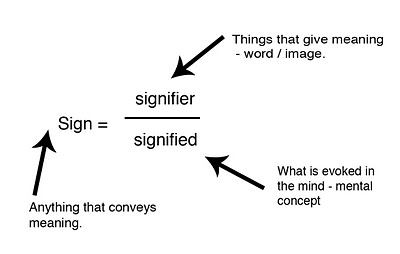 Things that give meaning
- word / image.
signifier
Sign =
signified
What is evoked in
the mind - mental
concept
Anything that conveys
meaning.